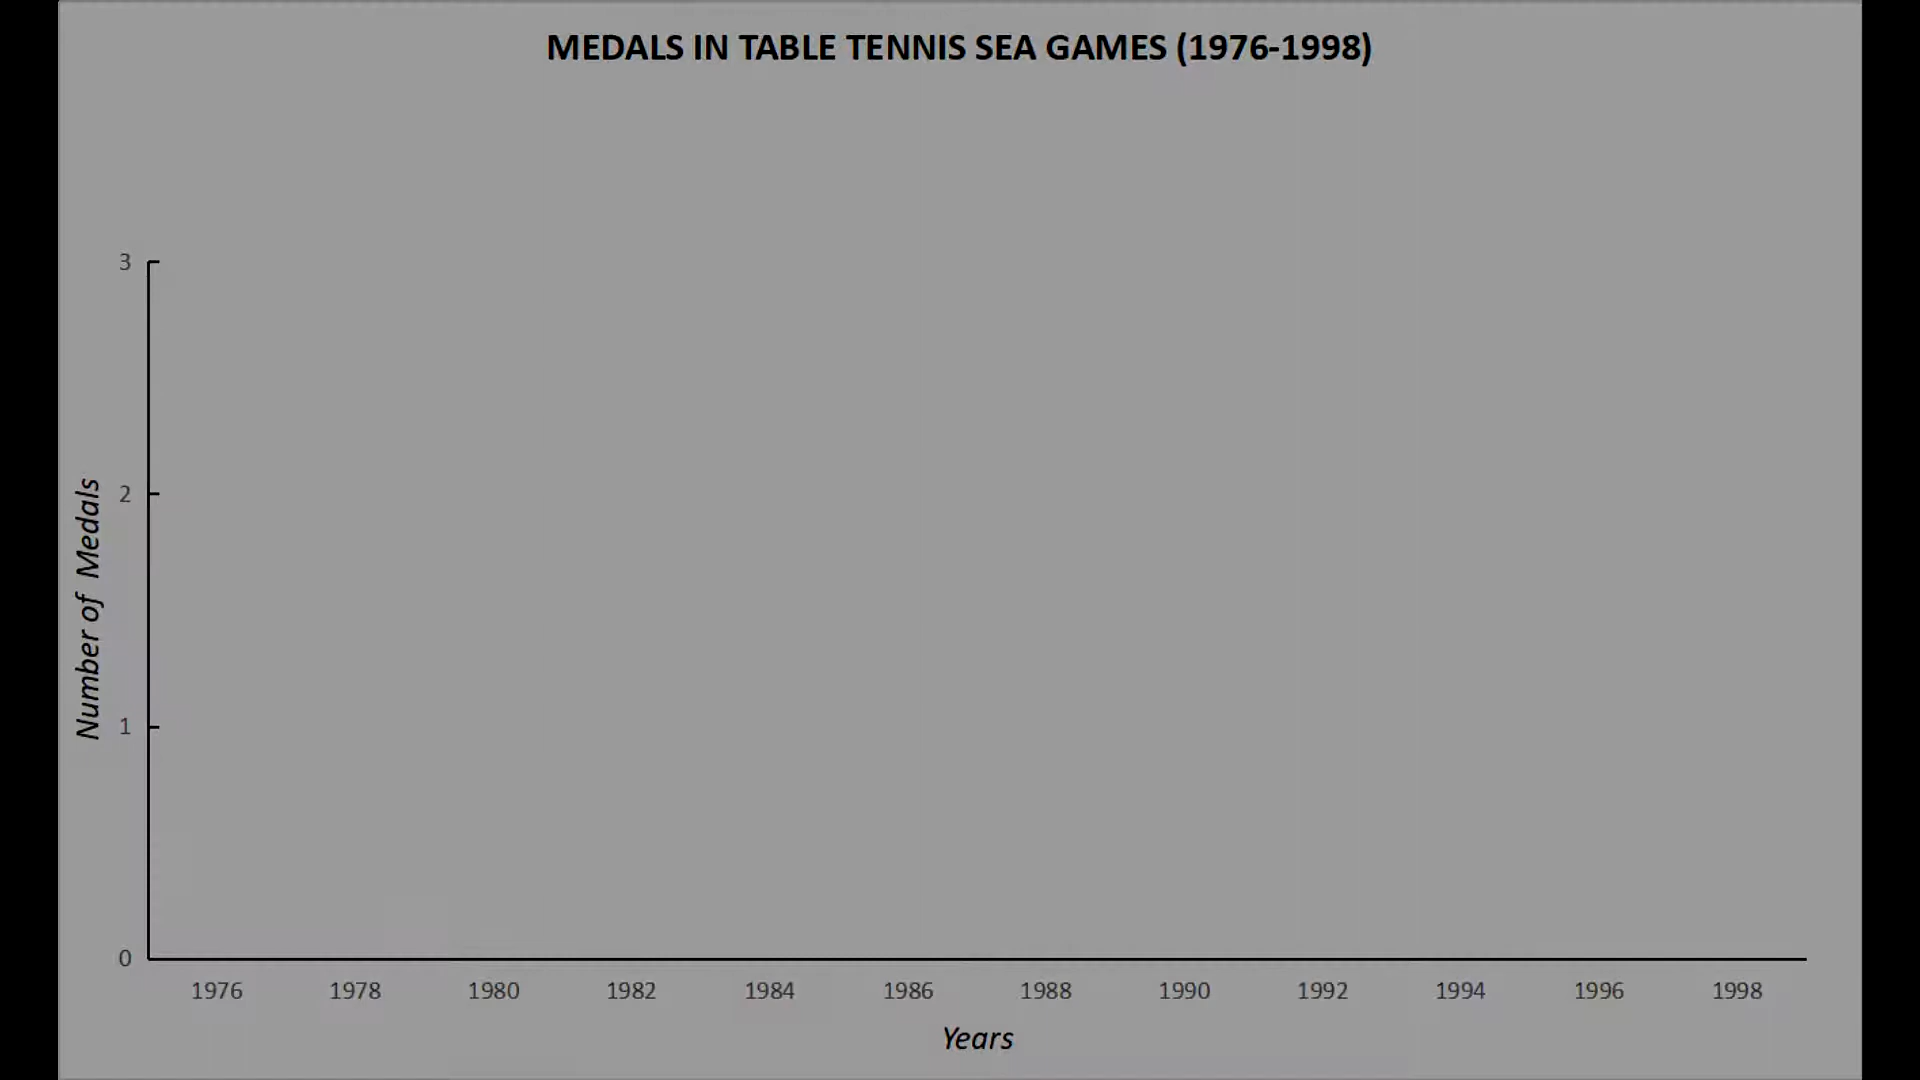 MEDALS IN TABLE TENNIS SEA GAMES (1976-1998)
3
2
1
0
Number of Medals
1976 1978 1980 1982 1984 1986 1988 1990 1992 1994 1996 1998
Years